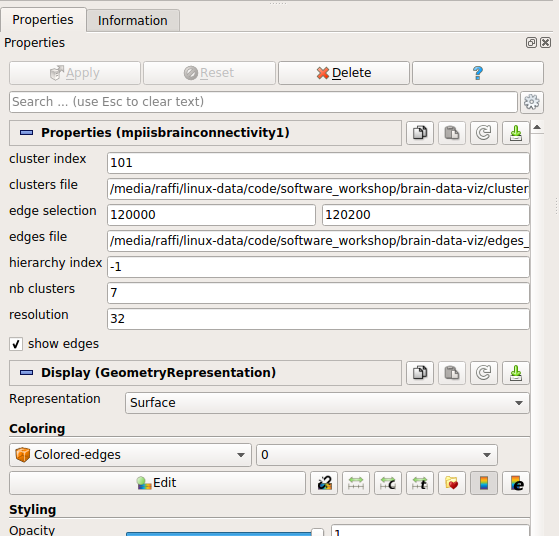 Properties Information
Properties
Apply Reset Delete ?
Search ... (use Esc to clear text)
Properties (mpiisbrainconnectivity1)
cluster index 101
clusters file /media/raffi/linux-data/code/software_workshop/brain-data-viz/cluster
edge selection 120000 120200
edges file /media/raffi/linux-data/code/software_workshop/brain-data-viz/edges_
hierarchy index -1
nb clusters 7
resolution 32
show edges
Display (GeometryRepresentation)
Representation Surface
Coloring
Colored-edges 0
Edit ? c t e
Styling
Opacity 1